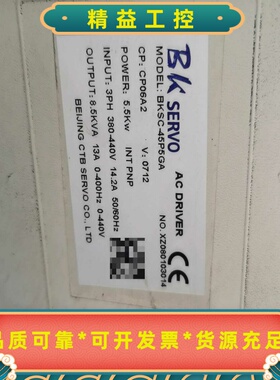 精益工控
BK SERVO
AC DRIVER
MODEL: BKSC-45P5GA
CP: CP06A2
V: 0712
NO. XZ080103014
POWER: 5.5Kw
INT PNP
INPUT: 3PH 380-440V 14.2A 50/60Hz
OUTPUT: 8.5KVA 13A 0-400Hz 0-440V
BEIJING CTB SERVO CO., LTD
CE
品质可靠*可开发票*货源充足